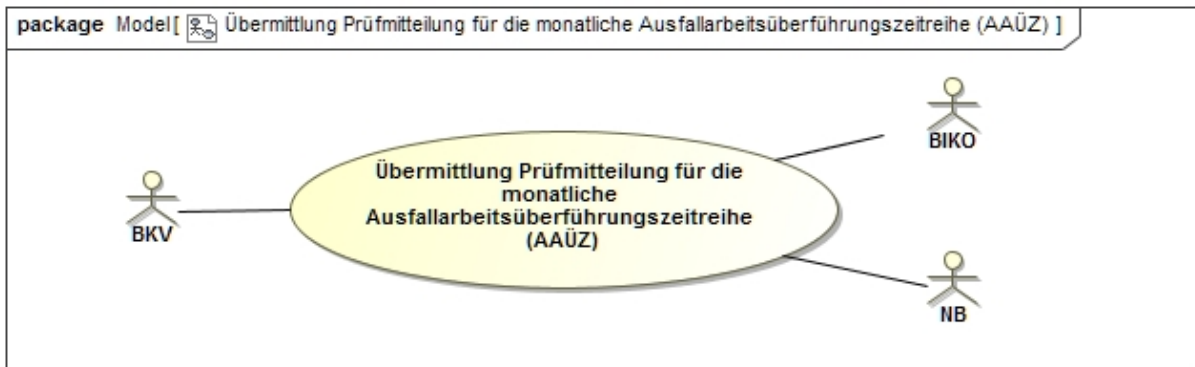 package Model [ Übermittlung Prüfmitteilung für die monatliche Ausfallarbeitsüberführungszeitreihe (AAÜZ) ]
BIKO
Übermittlung Prüfmitteilung für die
monatliche
Ausfallarbeitsüberführungszeitreihe
(AAÜZ)
BKV
NB